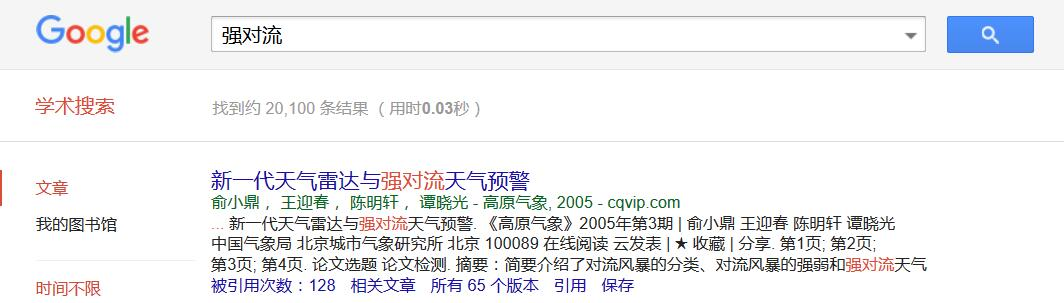 Google
强对流
学术搜索
找到约 20,100 条结果 （用时0.03秒）
文章
我的图书馆
时间不限
新一代天气雷达与强对流天气预警
俞小鼎， 王迎春， 陈明轩， 谭晓光 - 高原气象, 2005 - cqvip.com
... 新一代天气雷达与强对流天气预警. 《高原气象》2005年第3期 | 俞小鼎 王迎春 陈明轩 谭晓光
中国气象局 北京城市气象研究所 北京 100089 在线阅读 云发表 | ★ 收藏 | 分享. 第1页; 第2页;
第3页; 第4页. 论文选题 论文检测. 摘要：简要介绍了对流风暴的分类、对流风暴的强弱和强对流天气
被引用次数：128 相关文章 所有 65 个版本 引用 保存